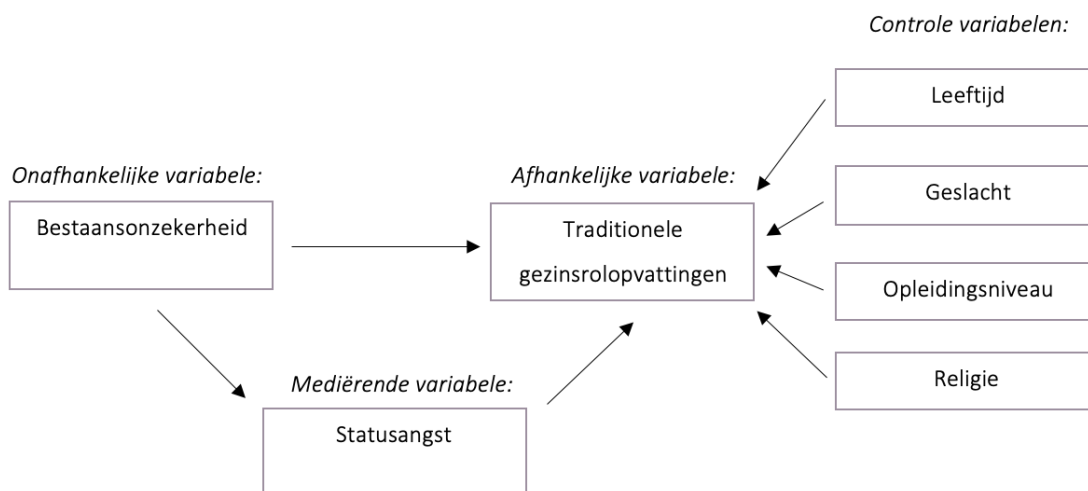 Controle variabelen:
Leeftijd
Onafhankelijke variabele:
Afhankelijke variabele:
Geslacht
Bestaansonzekerheid
Traditionele
gezinsrolopvattingen
Opleidingsniveau
Mediërende variabele:
Religie
Statusangst